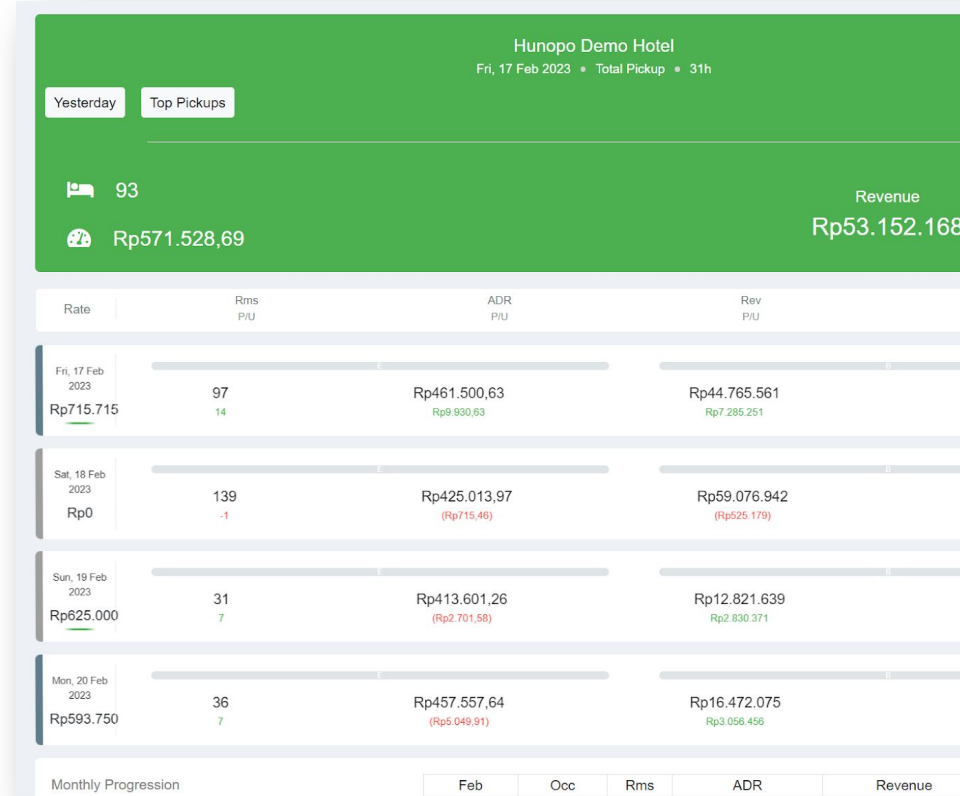 Hunopo Demo Hotel
Fri, 17 Feb 2023 • Total Pickup • 31h
Yesterday Top Pickups
93
Revenue
Rp571.528,69 Rp53.152.168
Rate Rms ADR Rev
P/U P/U P/U
Fri, 17 Feb E B
2023 97 Rp461.500,63 Rp44.765.561
Rp715.715 14 Rp9.930,63 Rp7.285.251
Sat, 18 Feb E B
2023 139 Rp425.013,97 Rp59.076.942
Rp0 -1 (Rp715,46) (Rp525.179)
Sun, 19 Feb E B
2023 31 Rp413.601,26 Rp12.821.639
Rp625.000 7 (Rp2.701,58) Rp2.830.371
Mon, 20 Feb E B
2023 36 Rp457.557,64 Rp16.472.075
Rp593.750 7 (Rp5.049,91) Rp3.056.456
Monthly Progression Feb Occ Rms ADR Revenue